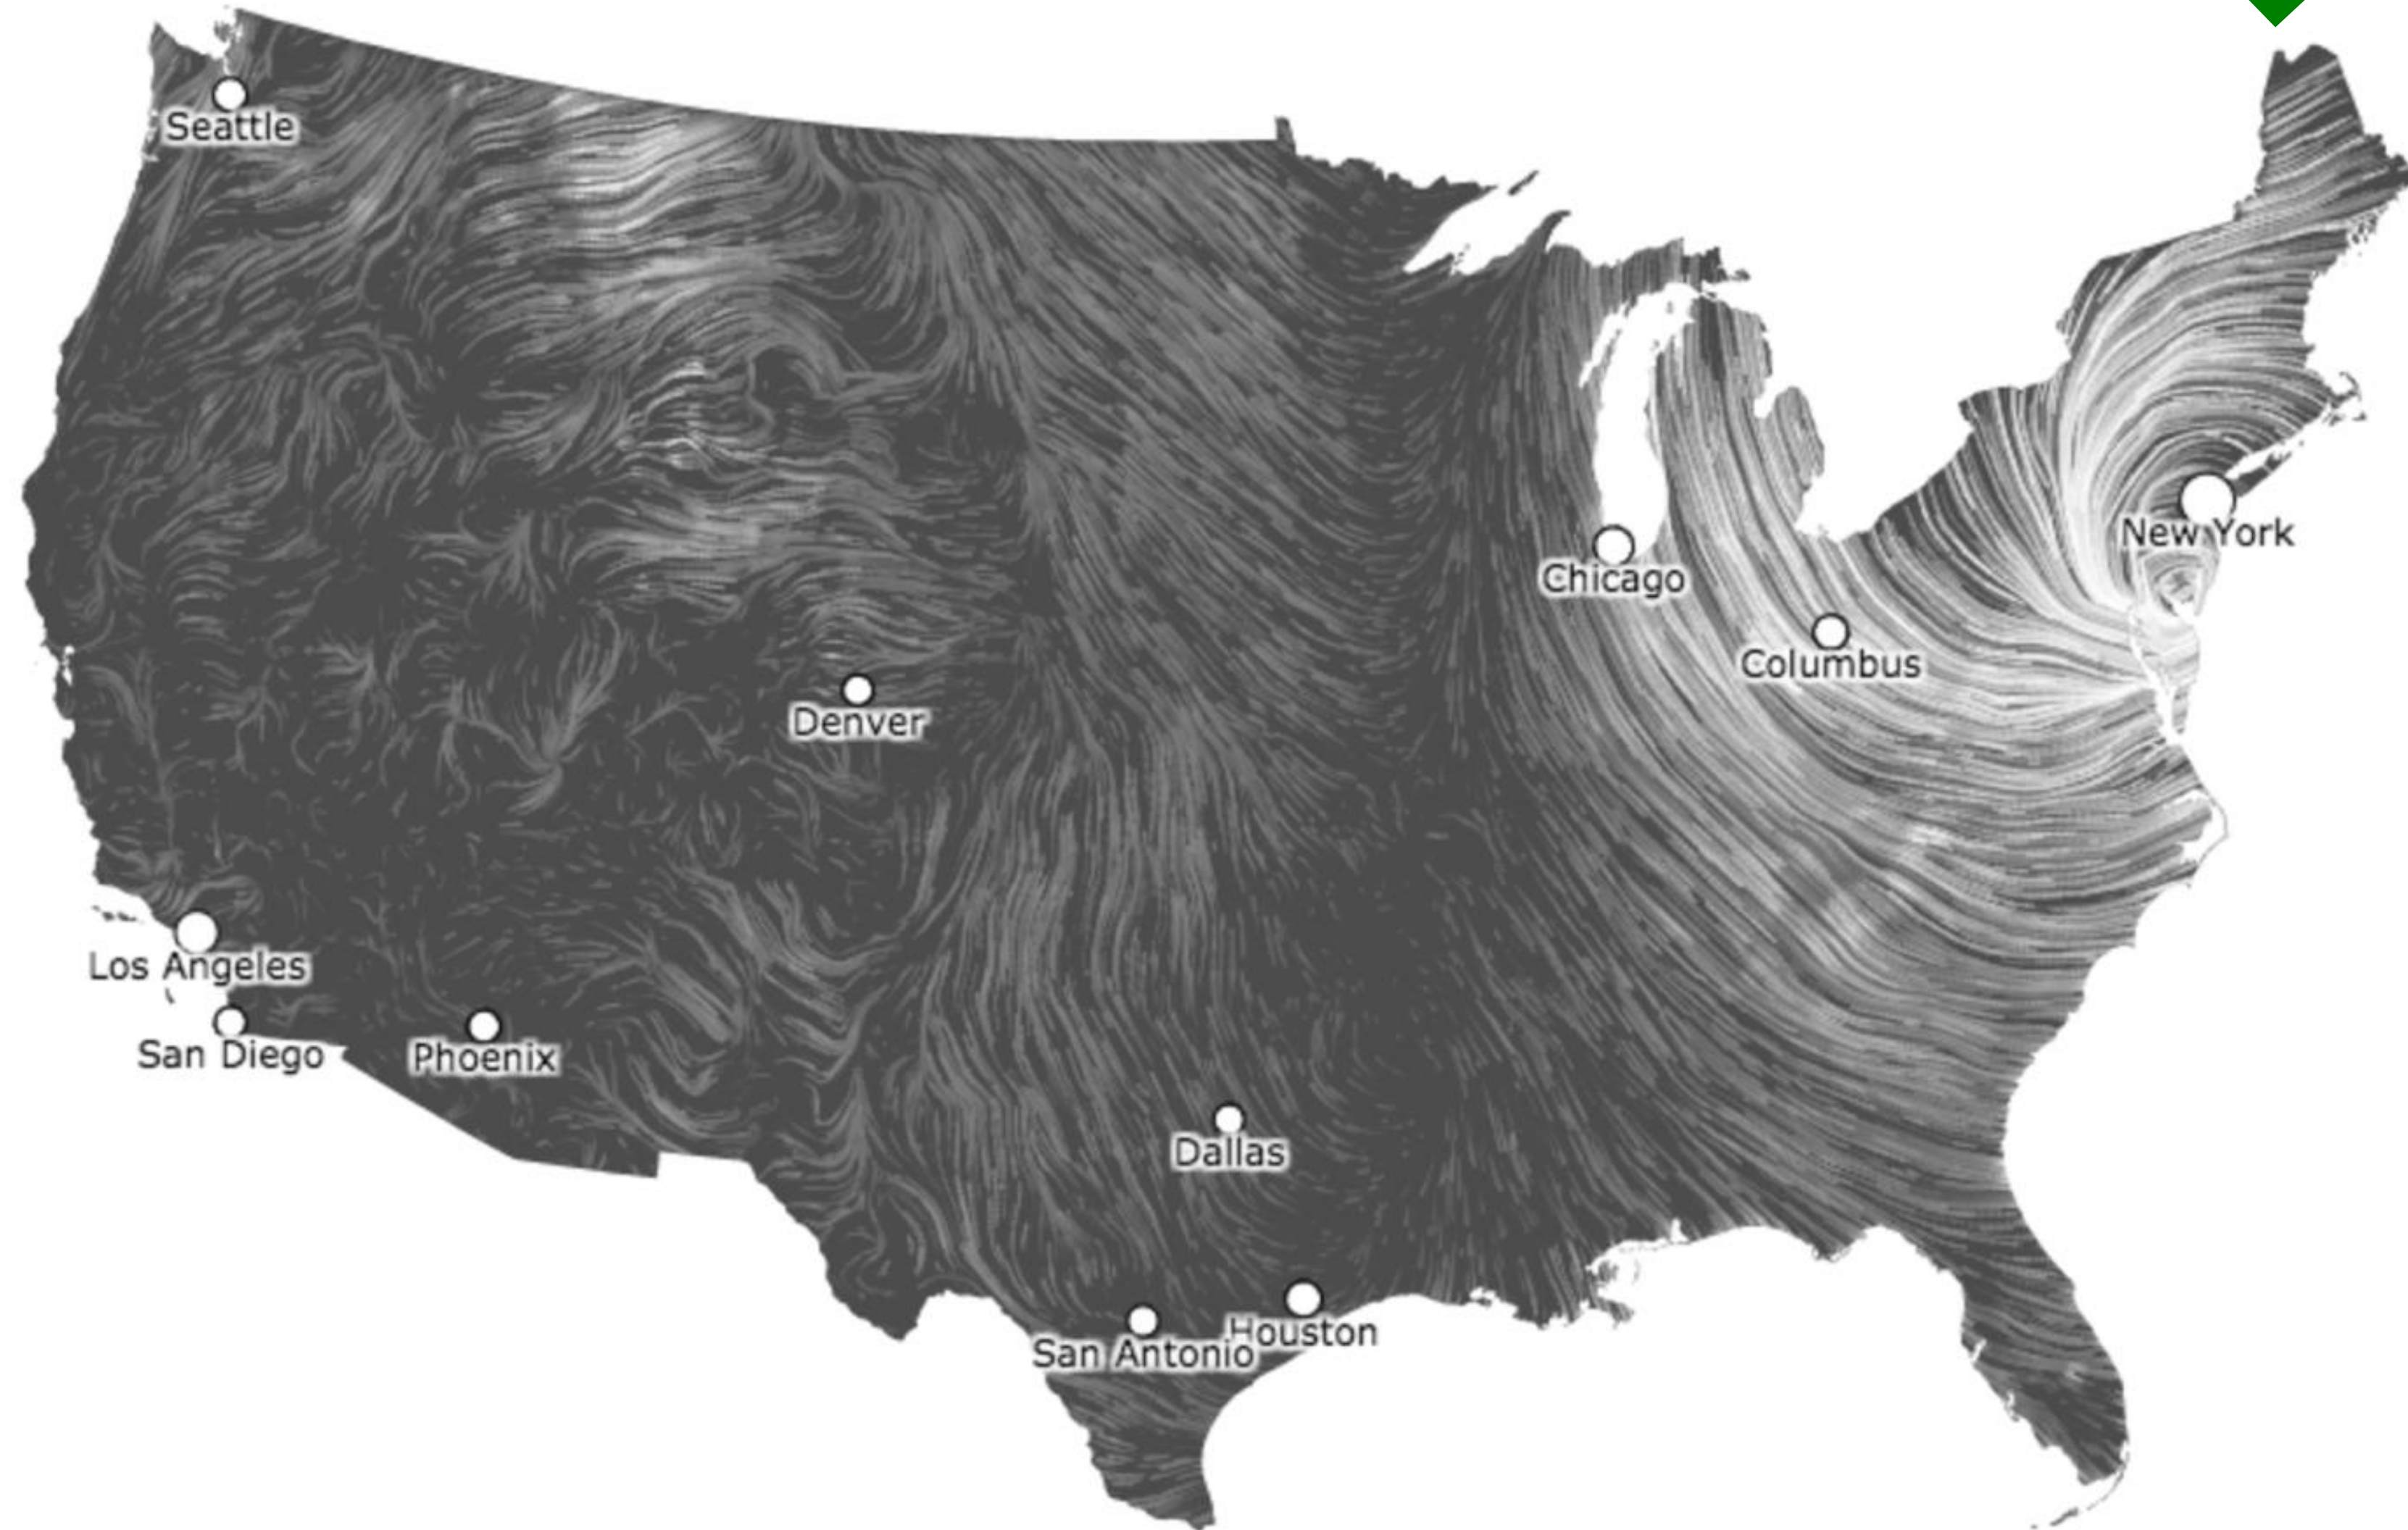 Seattle
New York
Chicago
Columbus
Denver
Los Angeles
San Diego
Phoenix
Dallas
Houston
San Antonio